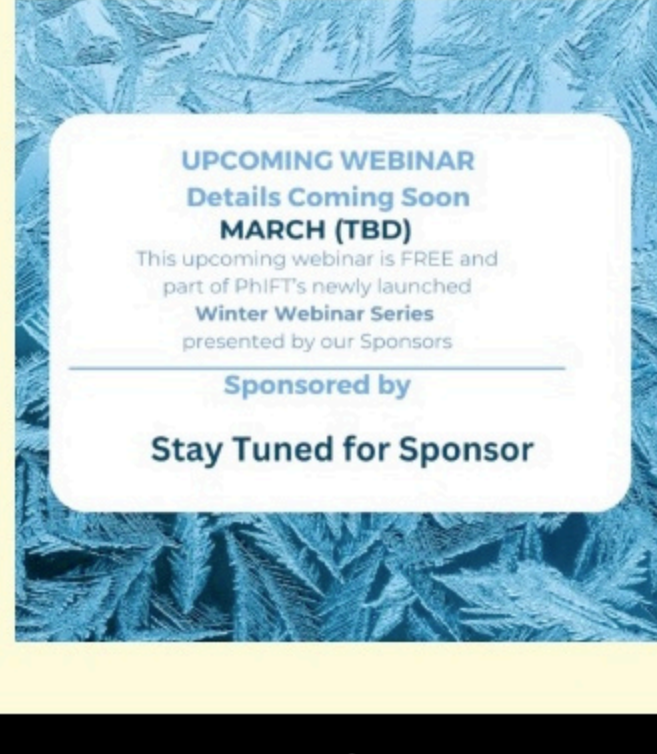 UPCOMING WEBINAR
Details Coming Soon
MARCH (TBD)
This upcoming webinar is FREE and
part of PhIFT's newly launched
Winter Webinar Series
presented by our Sponsors
Sponsored by
Stay Tuned for Sponsor